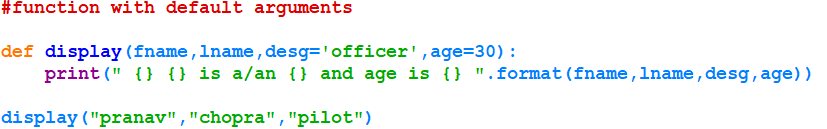 #function with default arguments
def display(fname,lname,desg='officer',age=30):
    print(" {} {} is a/an {} and age is {} ".format(fname,lname,desg,age))
display("pranav","chopra","pilot")